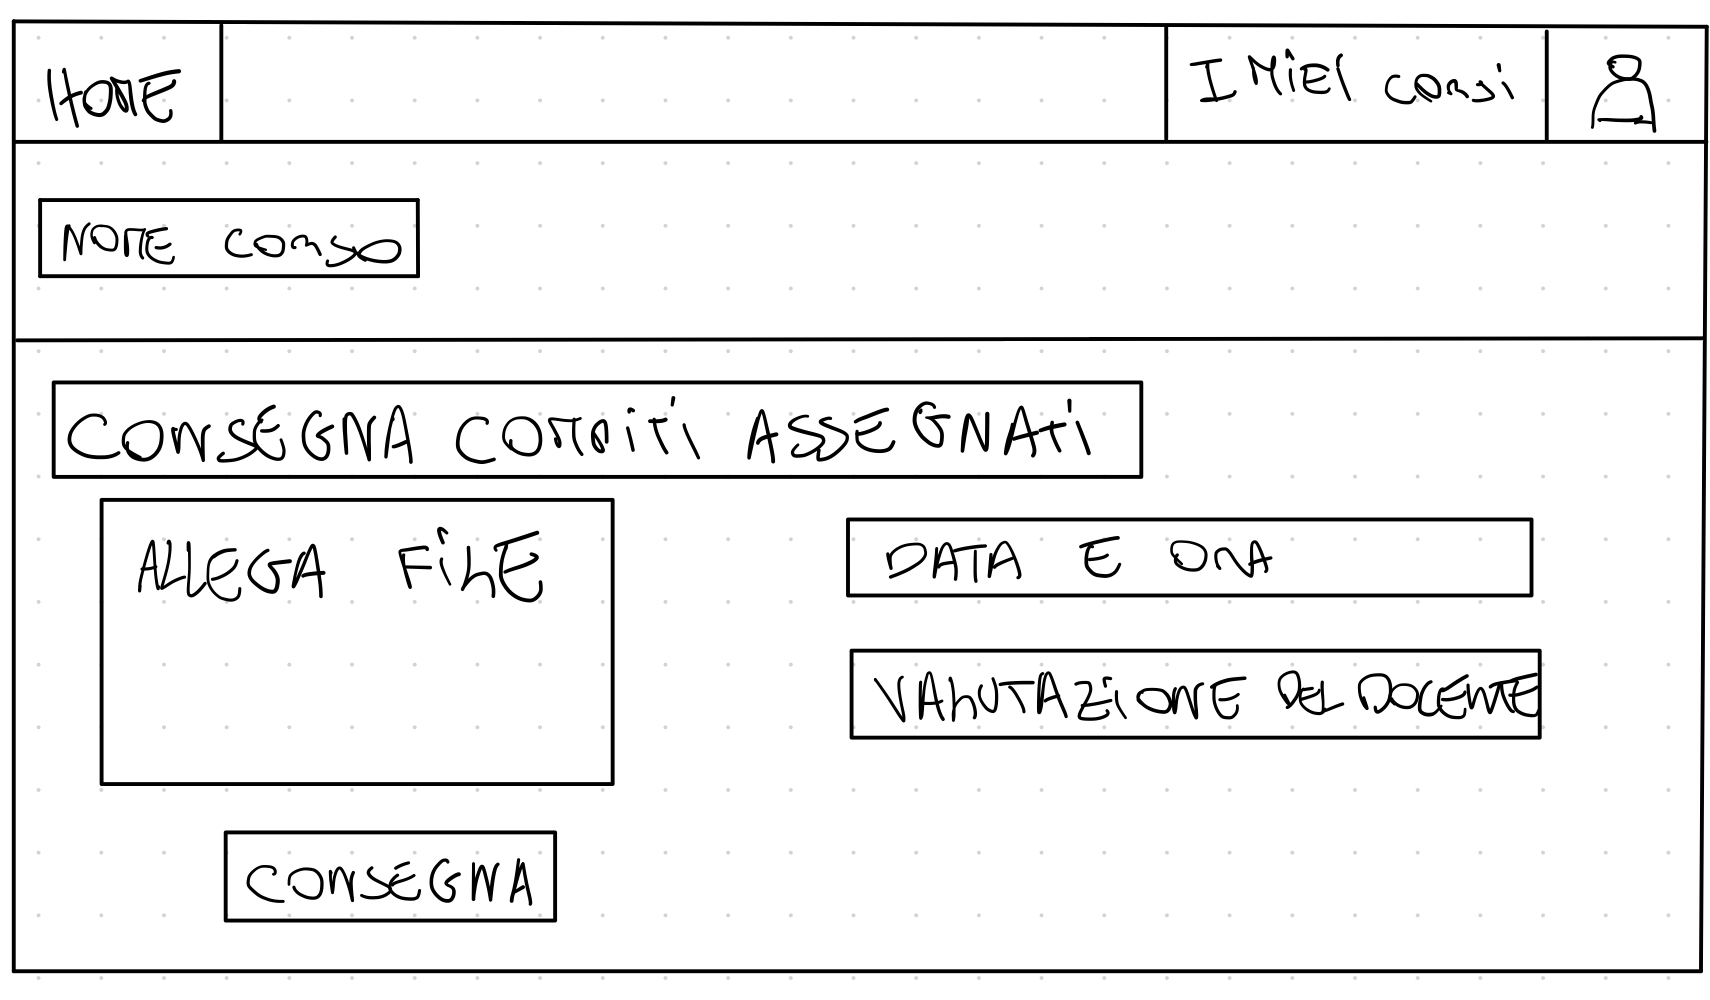 HOME
I MiEi corsi
NOME corso
CONSEGNA COMPiTi ASSEGNATi
ALLEGA FiLE
DATA E ORA
VALUTAZiONE DEL DOCENTE
CONSEGNA